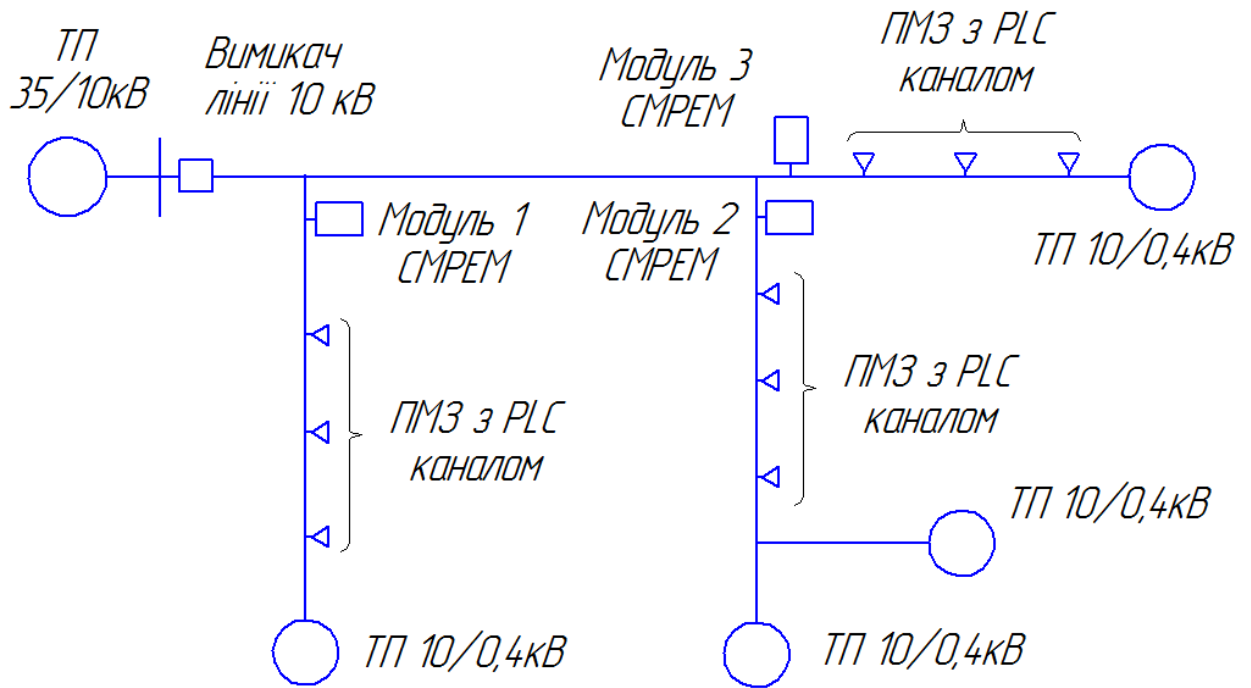 ТП
35/10кВ
Вимикач
лінії 10 кВ
Модуль 3
СМРЕМ
ПМЗ з PLC
каналом
Модуль 1
СМРЕМ
Модуль 2
СМРЕМ
ТП 10/0,4кВ
ПМЗ з PLC
каналом
ПМЗ з PLC
каналом
ТП 10/0,4кВ
ТП 10/0,4кВ
ТП 10/0,4кВ